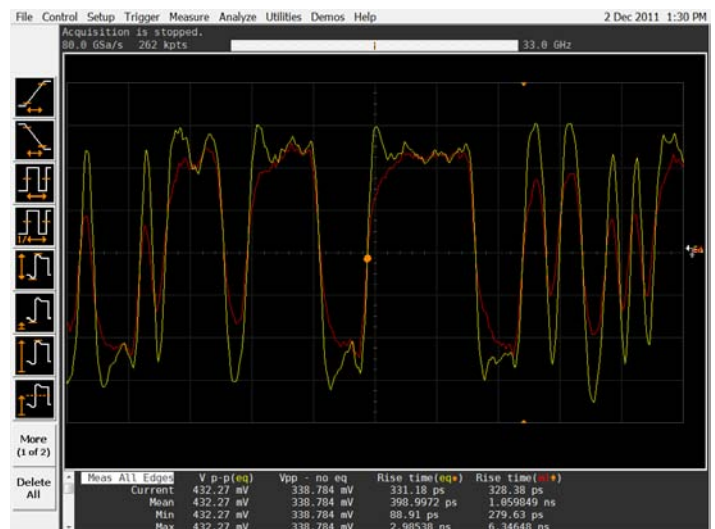 File Control Setup Trigger Measure Analyze Utilities Demos Help 2 Dec 2011 1:30 PM
Acquisition is stopped.
80.0 GSa/s 262 kpts 33.0 GHz
More
(1 of 2)
Delete
All
Meas All Edges V p-p(eq) Vpp - no eq Rise time(eq) Rise time(
Current 432.27 mV 338.784 mV 331.18 ps 328.38 ps
Mean 432.27 mV 338.784 mV 398.9972 ps 1.059849 ns
Min 432.27 mV 338.784 mV 88.91 ps 279.63 ps
Max 432.27 mV 338.784 mV 2.98538 ns 6.34648 ns